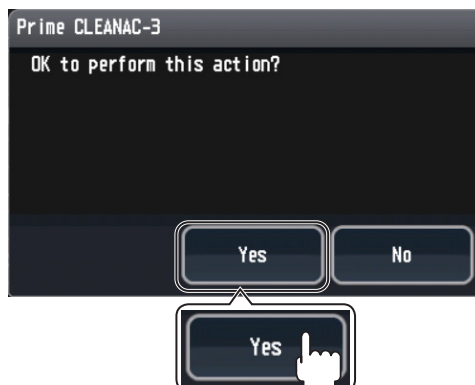 Prime CLEANAC-3
OK to perform this action?
Yes No
Yes